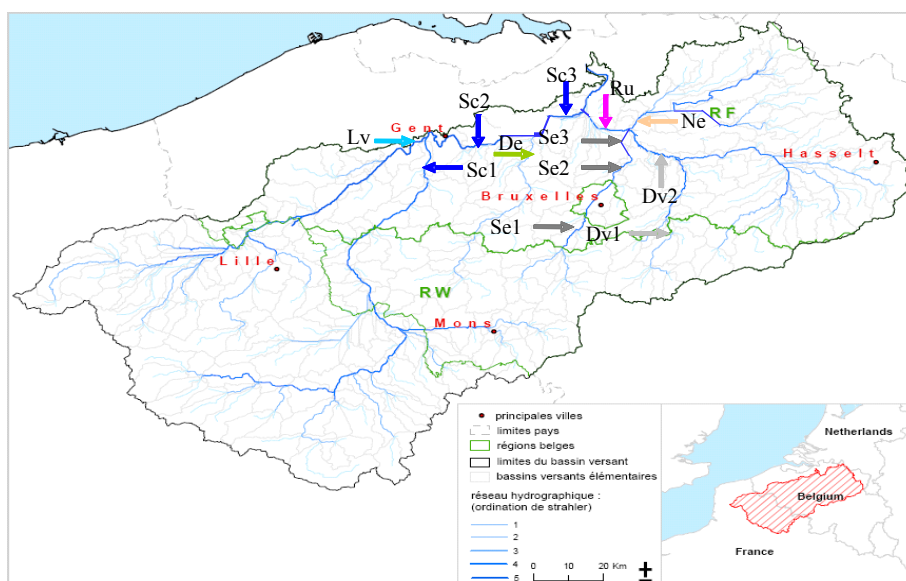 Sc3
Ru
Sc2
RF
Gent
Ne
Lv
De
Se3
Hasselt
Sc1
Se2
Bruxelles
Dv2
Se1
Dv1
Lille
RW
Mons
principales villes
limites pays
régions belges
limites du bassin versant
bassins versants élémentaires
réseau hydrographique :
(ordination de strahler)
1
2
3
4
5
0 10 20 Km
±
Netherlands
Belgium
France